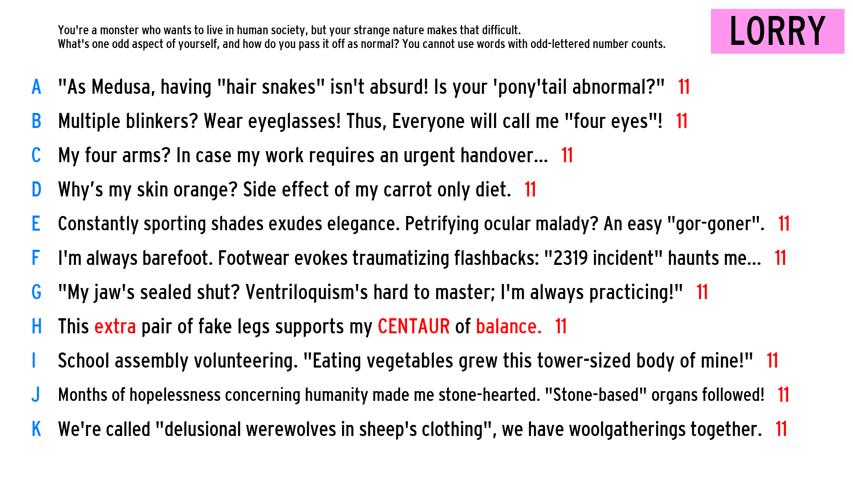 You're a monster who wants to live in human society, but your strange nature makes that difficult.
What's one odd aspect of yourself, and how do you pass it off as normal? You cannot use words with odd-lettered number counts.
LORRY
A "As Medusa, having "hair snakes" isn't absurd! Is your 'pony'tail abnormal?" 11
B Multiple blinkers? Wear eyeglasses! Thus, Everyone will call me "four eyes"! 11
C My four arms? In case my work requires an urgent handover... 11
D Why's my skin orange? Side effect of my carrot only diet. 11
E Constantly sporting shades exudes elegance. Petrifying ocular malady? An easy "gor-goner". 11
F I'm always barefoot. Footwear evokes traumatizing flashbacks: "2319 incident" haunts me... 11
G "My jaw's sealed shut? Ventriloquism's hard to master; I'm always practicing!" 11
H This extra pair of fake legs supports my CENTAUR of balance. 11
I School assembly volunteering. "Eating vegetables grew this tower-sized body of mine!" 11
J Months of hopelessness concerning humanity made me stone-hearted. "Stone-based" organs followed! 11
K We're called "delusional werewolves in sheep's clothing", we have woolgatherings together. 11